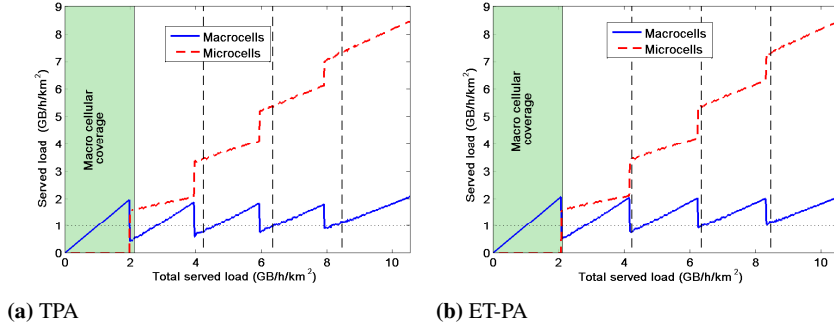 9
8
7
6
5
4
3
2
1
0
Served load (GB/h/km²)
Macro cellular
coverage
Macrocells
Microcells
0 2 4 6 8 10
Total served load (GB/h/km²)
(a) TPA
9
8
7
6
5
4
3
2
1
0
Served load (GB/h/km²)
Macro cellular
coverage
Macrocells
Microcells
0 2 4 6 8 10
Total served load (GB/h/km²)
(b) ET-PA